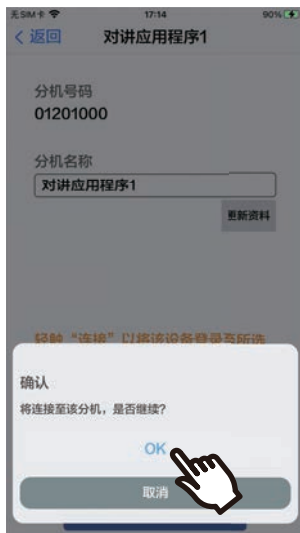 无SIM卡 17:14 90%
返回 对讲应用程序1
分机号码
01201000
分机名称
对讲应用程序1
更新资料
轻触“连接”以将该设备登录至所选
确认
将连接至该分机，是否继续?
OK
取消